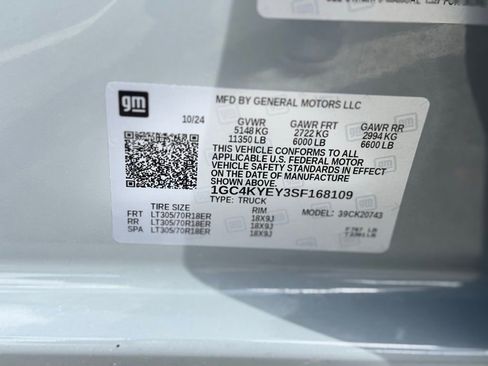 gm
MFD BY GENERAL MOTORS LLC
10/24
GVWR GAWR FRT GAWR RR
5148 KG 2722 KG 2994 KG
11350 LB 6000 LB 6600 LB
THIS VEHICLE CONFORMS TO ALL
APPLICABLE U.S. FEDERAL MOTOR
VEHICLE SAFETY STANDARDS IN EFFECT
ON THE DATE OF MANUFACTURE
SHOWN ABOVE.
1GC4KYEY3SF168109
TYPE: TRUCK
TIRE SIZE RIM MODEL: 39CK20743
FRT LT305/70R18ER 18X9J
RR LT305/70R18ER 18X9J
SPA LT305/70R18ER 18X9J